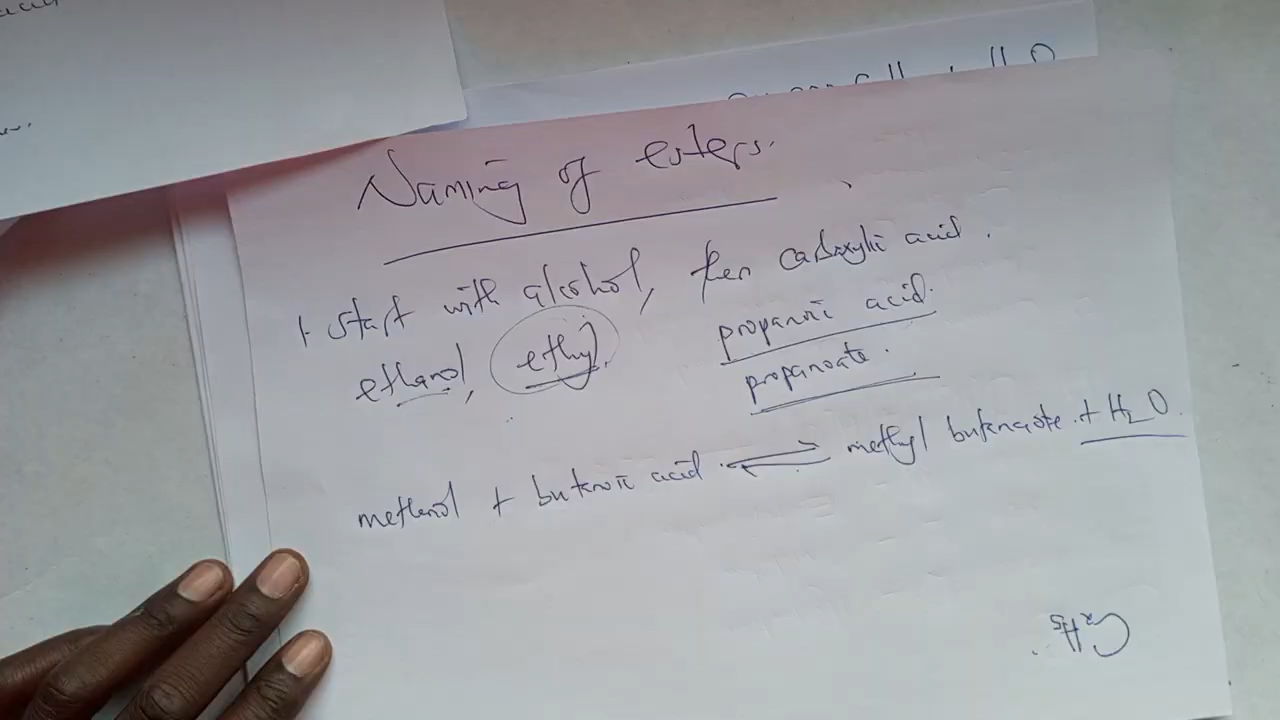 acid
Naming of esters.
+ start with alcohol, then carboxylic acid.
ethanol, ethyl. propanoic acid.
propanoate.
methanol + butanoic acid ⇌ methyl butanoate + H₂O.
C₂H₅